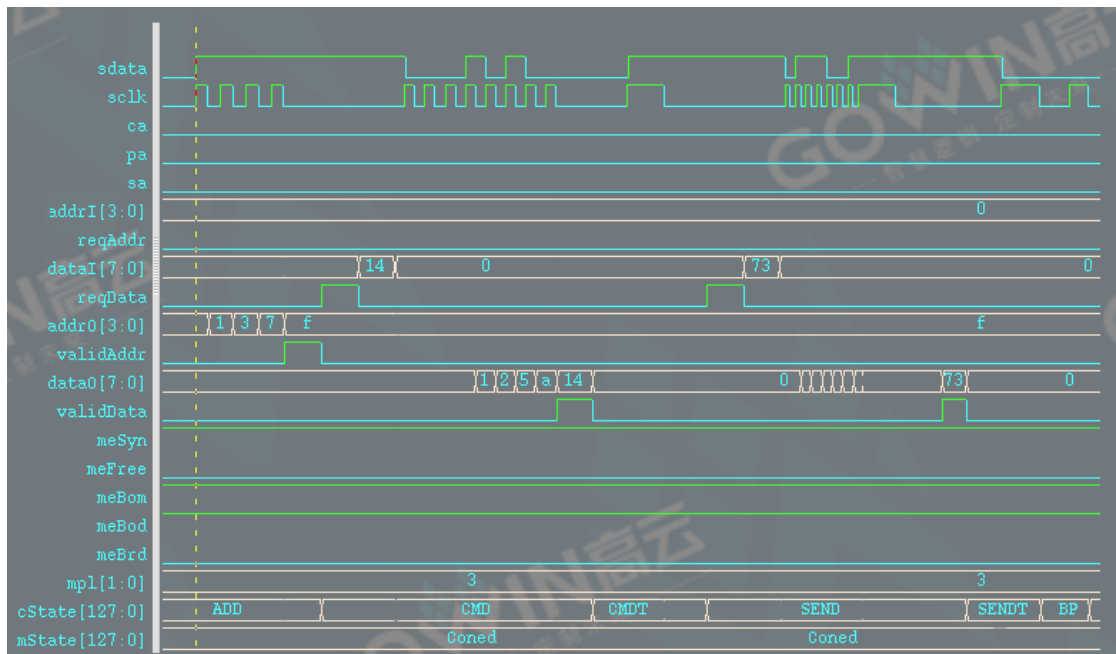 sdata
sclk
ca
pa
sa
addrI[3:0] 0
reqAddr
dataI[7:0] 14 0 73 0
reqData
addrO[3:0] 1 3 7 f f
validAddr
dataO[7:0] 1 2 5 a 14 0 73 0
validData
meSyn
meFree
meBom
meBod
meBrd
mpl[1:0] 3 3
cState[127:0] ADD CMD CMDT SEND SENDT BP
mState[127:0] Coned Coned
GOWIN高云
GOWIN高云